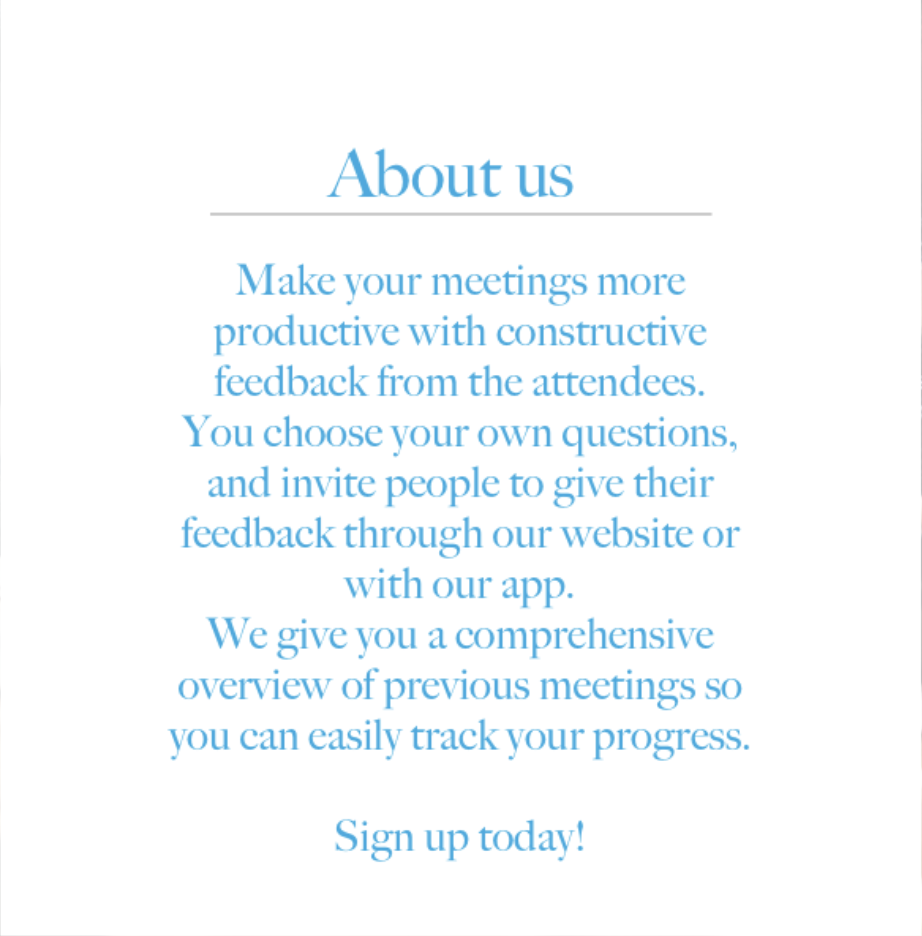 About us
Make your meetings more
productive with constructive
feedback from the attendees.
You choose your own questions,
and invite people to give their
feedback through our website or
with our app.
We give you a comprehensive
overview of previous meetings so
you can easily track your progress.
Sign up today!